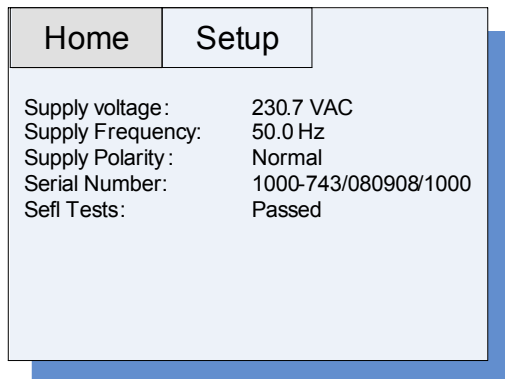 Home Setup
Supply voltage: 230.7 VAC
Supply Frequency: 50.0 Hz
Supply Polarity: Normal
Serial Number: 1000-743/080908/1000
Sefl Tests: Passed